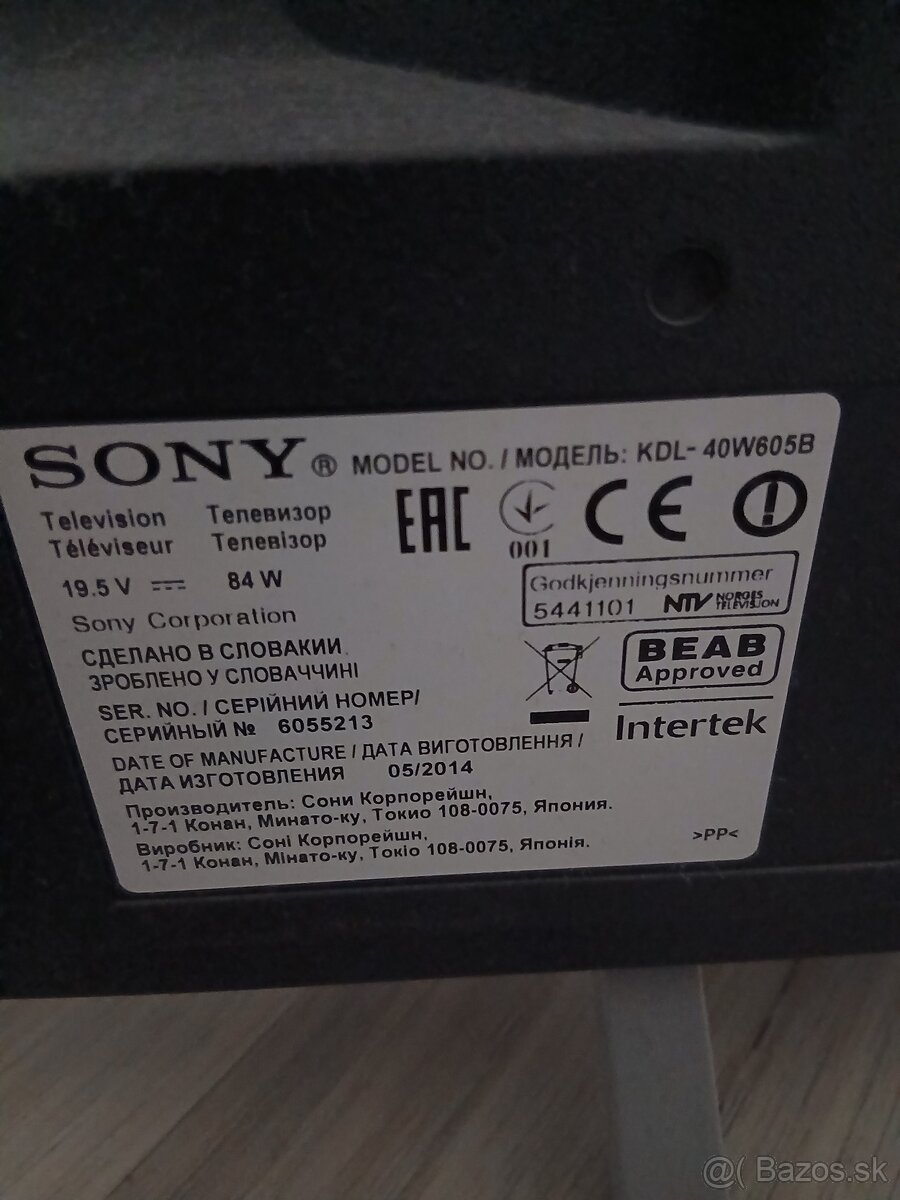 SONY® MODEL NO. / МОДЕЛЬ: KDL- 40W605B
Television Телевизор
Téléviseur Телевізор
EAC
001
CE
19.5 V 84 W
Godkjenningsnummer
5441101 NTV NORGES TELEVISJON
Sony Corporation
СДЕЛАНО В СЛОВАКИИ
ЗРОБЛЕНО У СЛОВАЧЧИНІ
BEAB
Approved
Intertek
SER. NO. / СЕРІЙНИЙ НОМЕР/
СЕРИЙНЫЙ № 6055213
DATE OF MANUFACTURE / ДАТА ВИГОТОВЛЕННЯ /
ДАТА ИЗГОТОВЛЕНИЯ 05/2014
Производитель: Сони Корпорейшн,
1-7-1 Конан, Минато-ку, Токио 108-0075, Япония.
Виробник: Соні Корпорейшн,
1-7-1 Конан, Мінато-ку, Токіо 108-0075, Японія.
>PP<
@( Bazos.sk